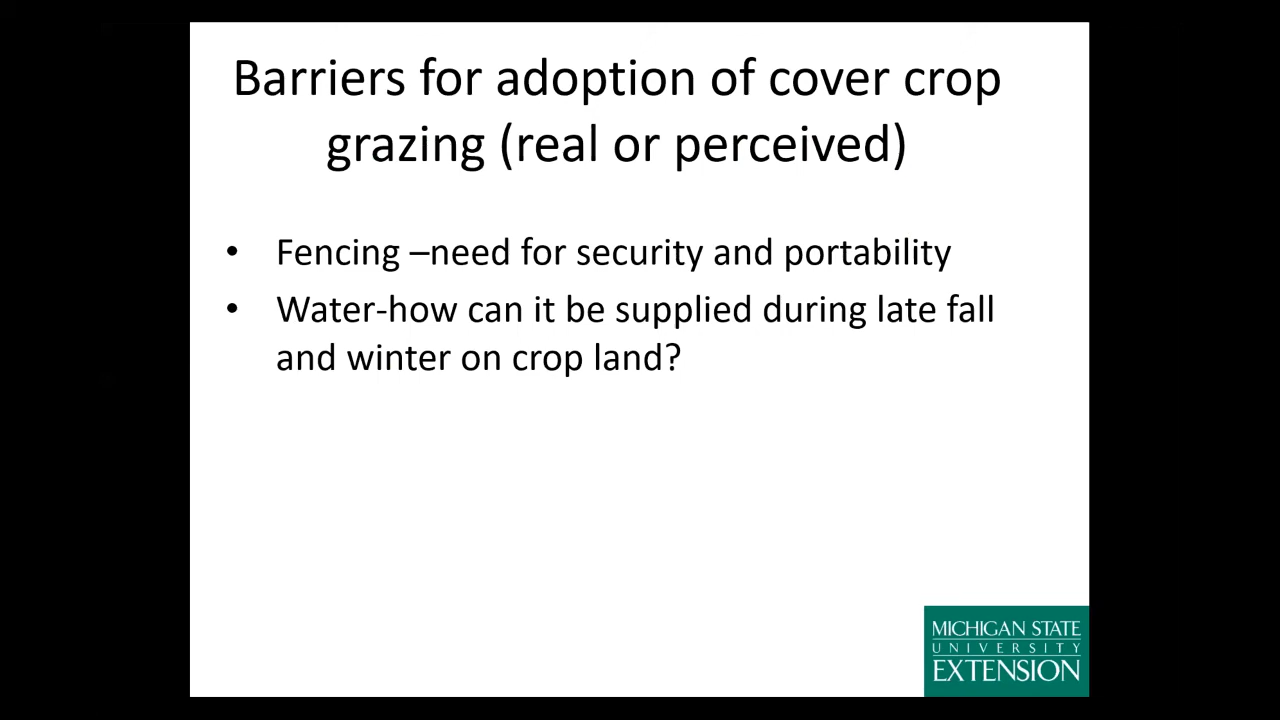 Barriers for adoption of cover crop
grazing (real or perceived)
• Fencing –need for security and portability
• Water-how can it be supplied during late fall
and winter on crop land?
MICHIGAN STATE
UNIVERSITY
EXTENSION